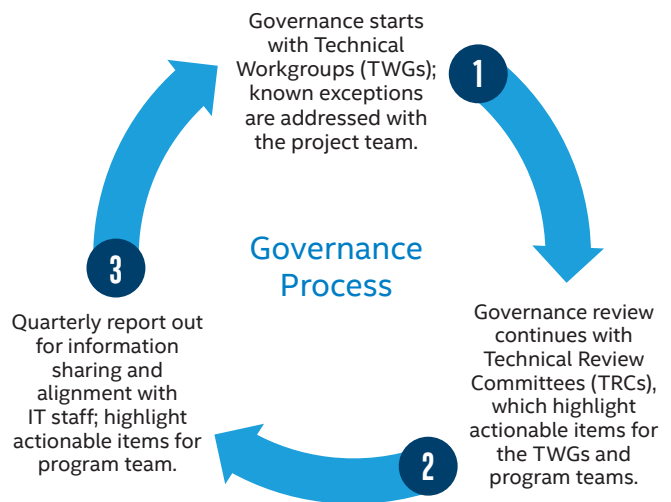 Governance starts
with Technical
Workgroups (TWGs);
known exceptions
are addressed with
the project team.
1
Governance
Process
Governance review
continues with
Technical Review
Committees (TRCs),
which highlight
actionable items for
the TWGs and
program teams.
2
3
Quarterly report out
for information
sharing and
alignment with
IT staff; highlight
actionable items for
program team.